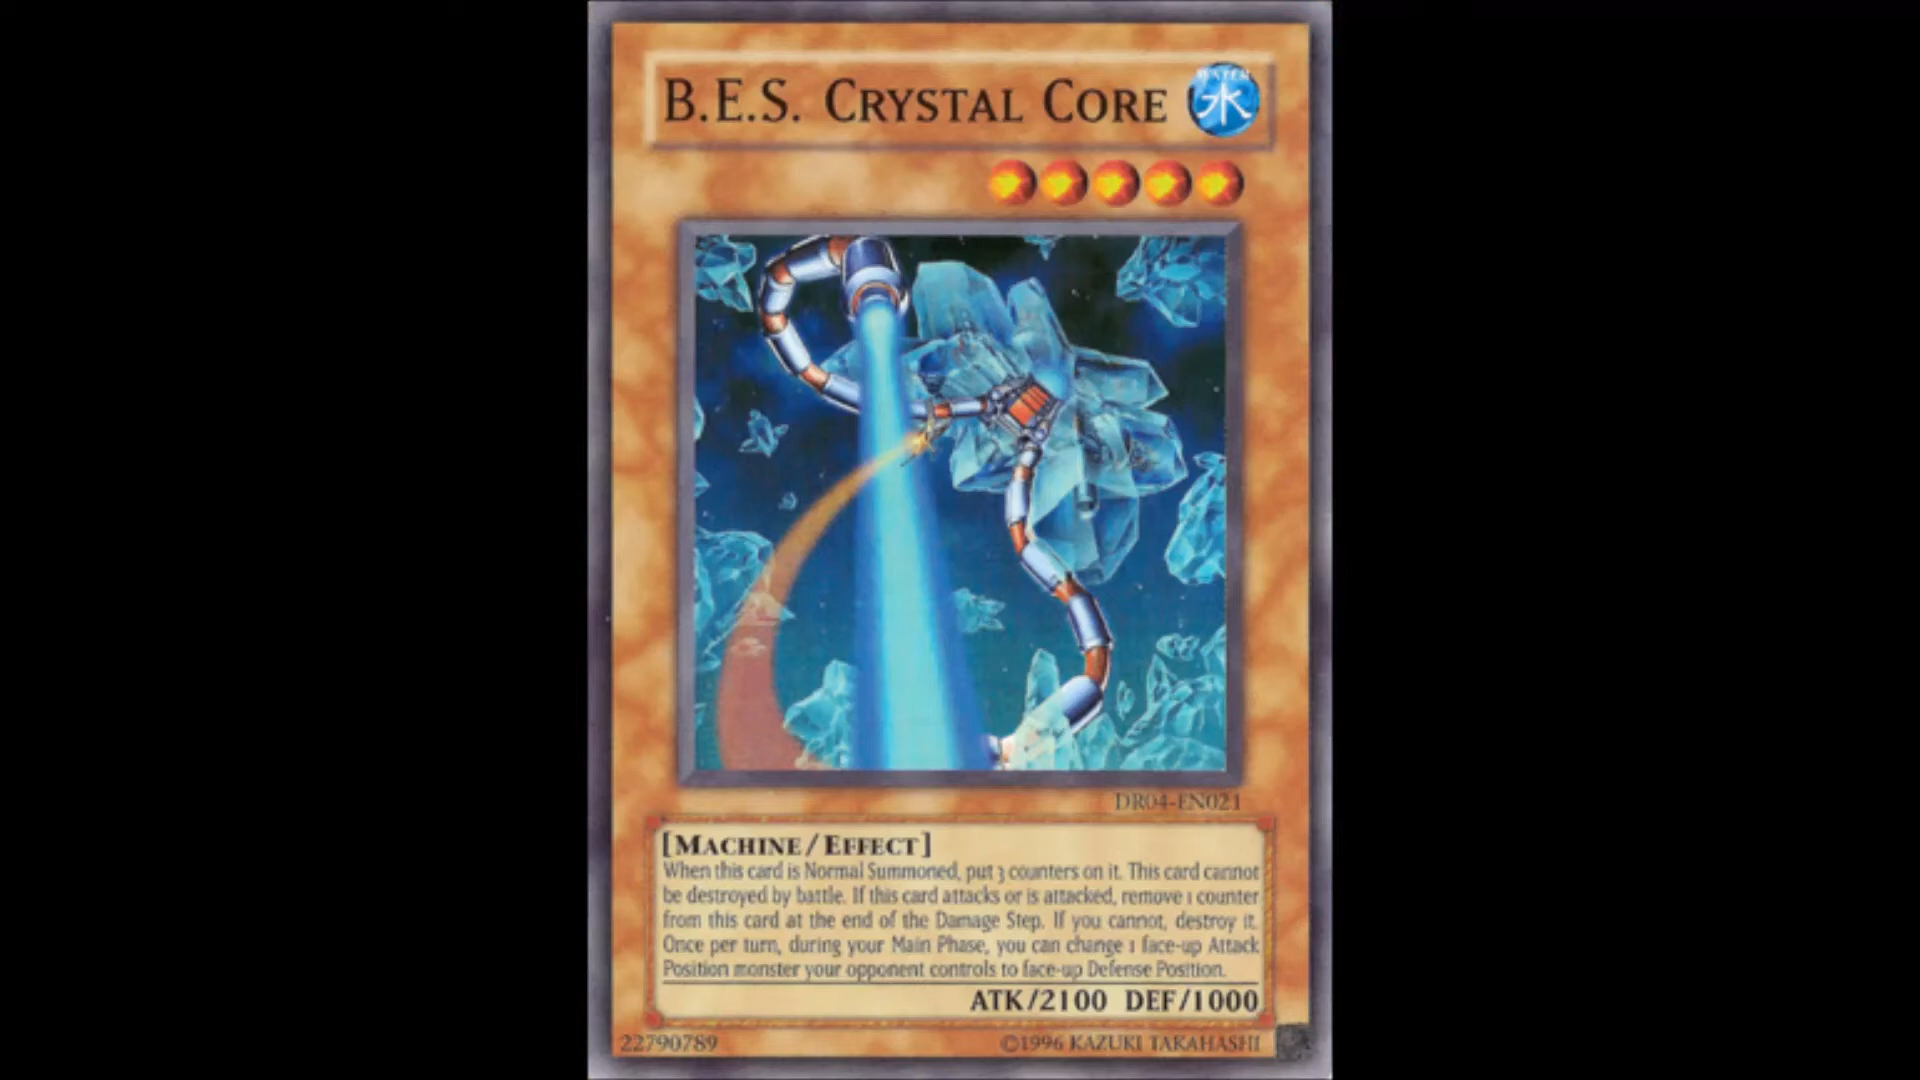 B.E.S. CRYSTAL CORE
WATER
水
DR04-EN021
[MACHINE/EFFECT]
When this card is Normal Summoned, put 3 counters on it. This card cannot
be destroyed by battle. If this card attacks or is attacked, remove 1 counter
from this card at the end of the Damage Step. If you cannot, destroy it.
Once per turn, during your Main Phase, you can change 1 face-up Attack
Position monster your opponent controls to face-up Defense Position.
ATK/2100 DEF/1000
22790789 ©1996 KAZUKI TAKAHASHI